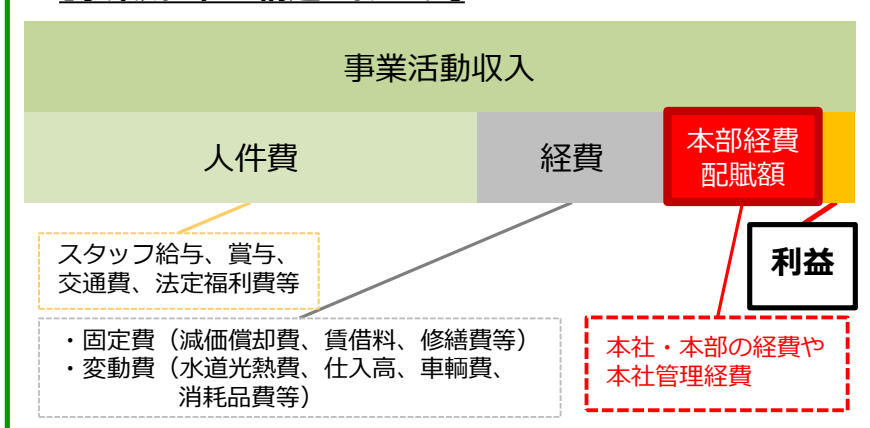 事業活動収入
人件費
経費
本部経費
配賦額
スタッフ給与、賞与、
交通費、法定福利費等
利益
・固定費（減価償却費、賃借料、修繕費等）
・変動費（水道光熱費、仕入高、車輌費、
消耗品費等）
本社・本部の経費や
本社管理経費